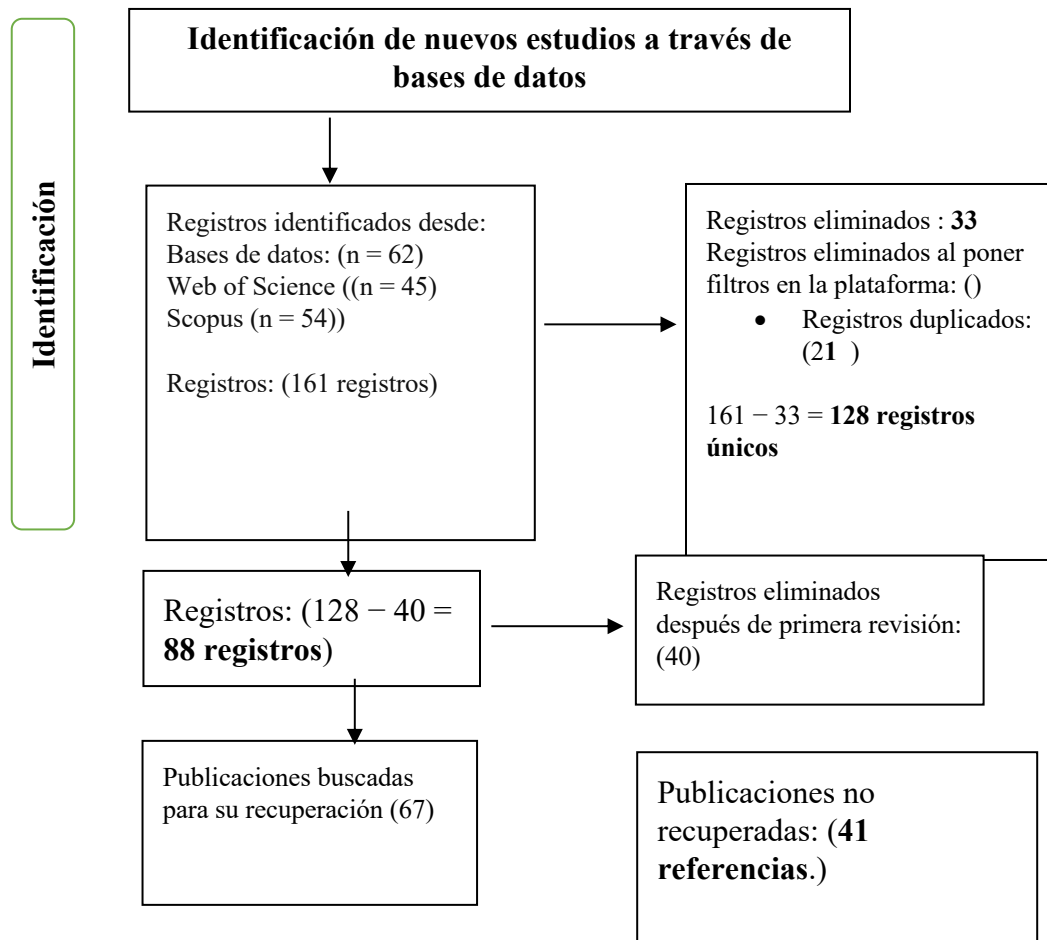 Identificación de nuevos estudios a través de
bases de datos
Identificación
Registros identificados desde:
Bases de datos: (n = 62)
Web of Science ((n = 45)
Scopus (n = 54))
Registros: (161 registros)
Registros eliminados : 33
Registros eliminados al poner
filtros en la plataforma: ()
• Registros duplicados:
(21 )
161 − 33 = 128 registros
únicos
Registros: (128 − 40 =
88 registros)
Registros eliminados
después de primera revisión:
(40)
Publicaciones buscadas
para su recuperación (67)
Publicaciones no
recuperadas: (41
referencias.)